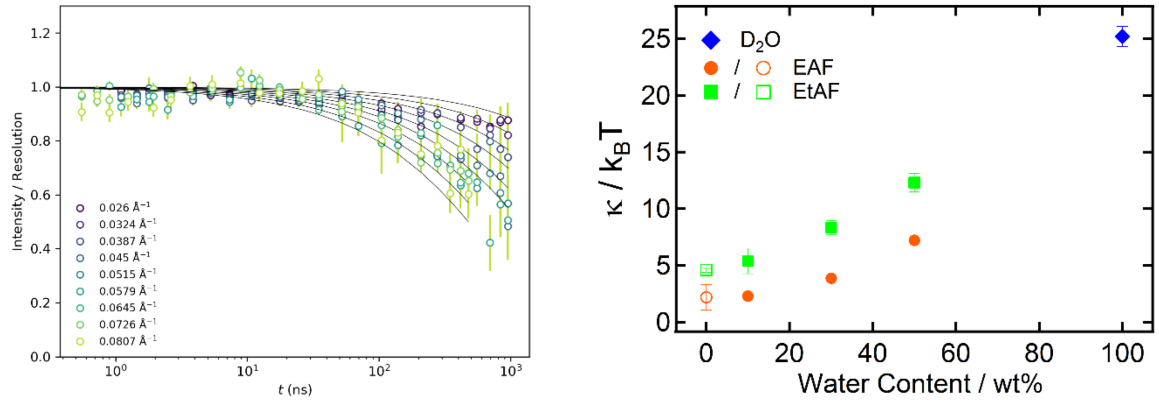 1.2
1.0
0.8
0.6
0.4
0.2
0.0
Intensity / Resolution
0.026 Å⁻¹
0.0324 Å⁻¹
0.0387 Å⁻¹
0.045 Å⁻¹
0.0515 Å⁻¹
0.0579 Å⁻¹
0.0645 Å⁻¹
0.0726 Å⁻¹
0.0807 Å⁻¹
10⁰ 10¹ 10² 10³
t (ns)
25
20
15
10
5
0
κ / k_BT
D₂O
/ EAF
/ EtAF
0 20 40 60 80 100
Water Content / wt%